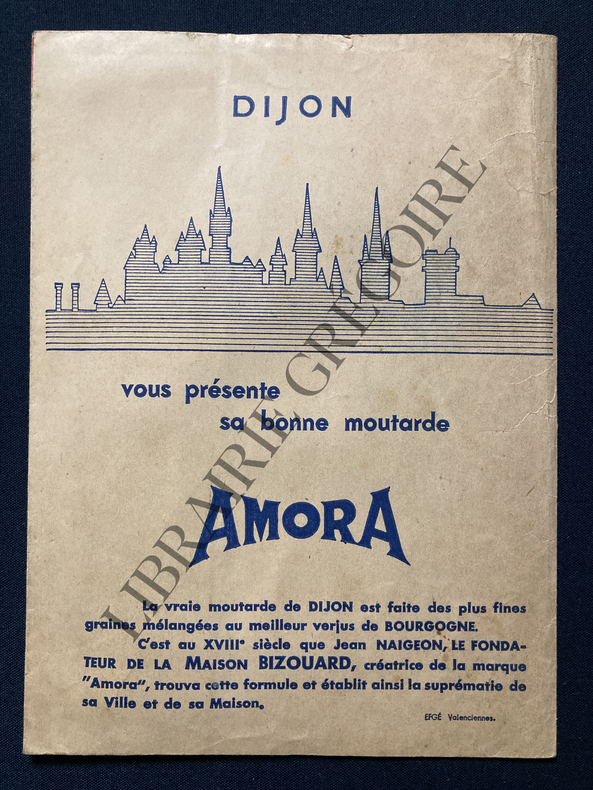 DIJON
vous présente
sa bonne moutarde
AMORA
La vraie moutarde de DIJON est faite des plus fines
graines mélangées au meilleur verjus de BOURGOGNE.
C'est au XVIIIe siècle que Jean NAIGEON, LE FONDA-
TEUR DE LA MAISON BIZOUARD, créatrice de la marque
"Amora", trouva cette formule et établit ainsi la suprématie de
sa Ville et de sa Maison.
EFGÉ Valenciennes.
LIBRAIRIE GRÉGOIRE